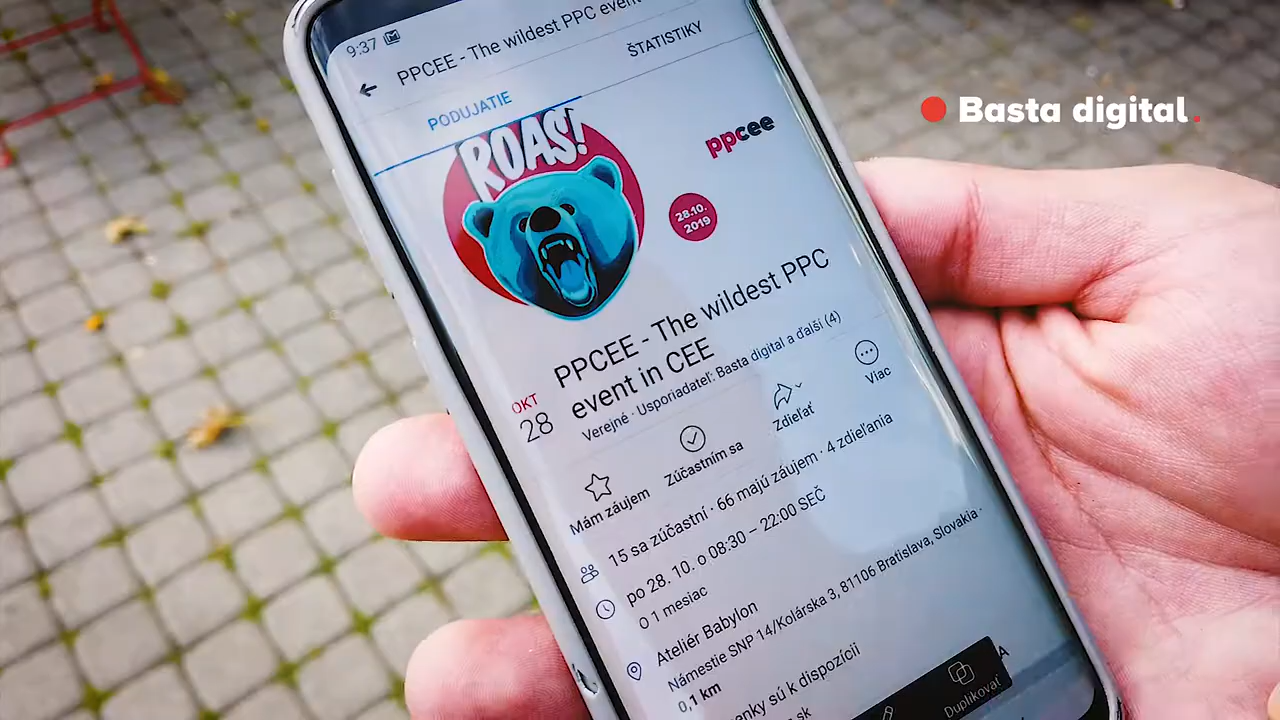 9:37
PPCEE - The wildest PPC event
PODUJATIE
ŠTATISTIKY
ROAS!
ppcee
28.10.
2019
Basta digital.
OKT
28
PPCEE - The wildest PPC
event in CEE
Verejné · Usporiadateľ: Basta digital a ďalší (4)
Mám záujem
Zúčastním sa
Zdieľať
Viac
15 sa zúčastní · 66 majú záujem · 4 zdieľania
po 28. 10. o 08:30 – 22:00 SEČ
o 1 mesiac
Ateliér Babylon
Námestie SNP 14/Kolárska 3, 81106 Bratislava, Slovakia ·
0,1 km
sú k dispozícii
Duplikovať